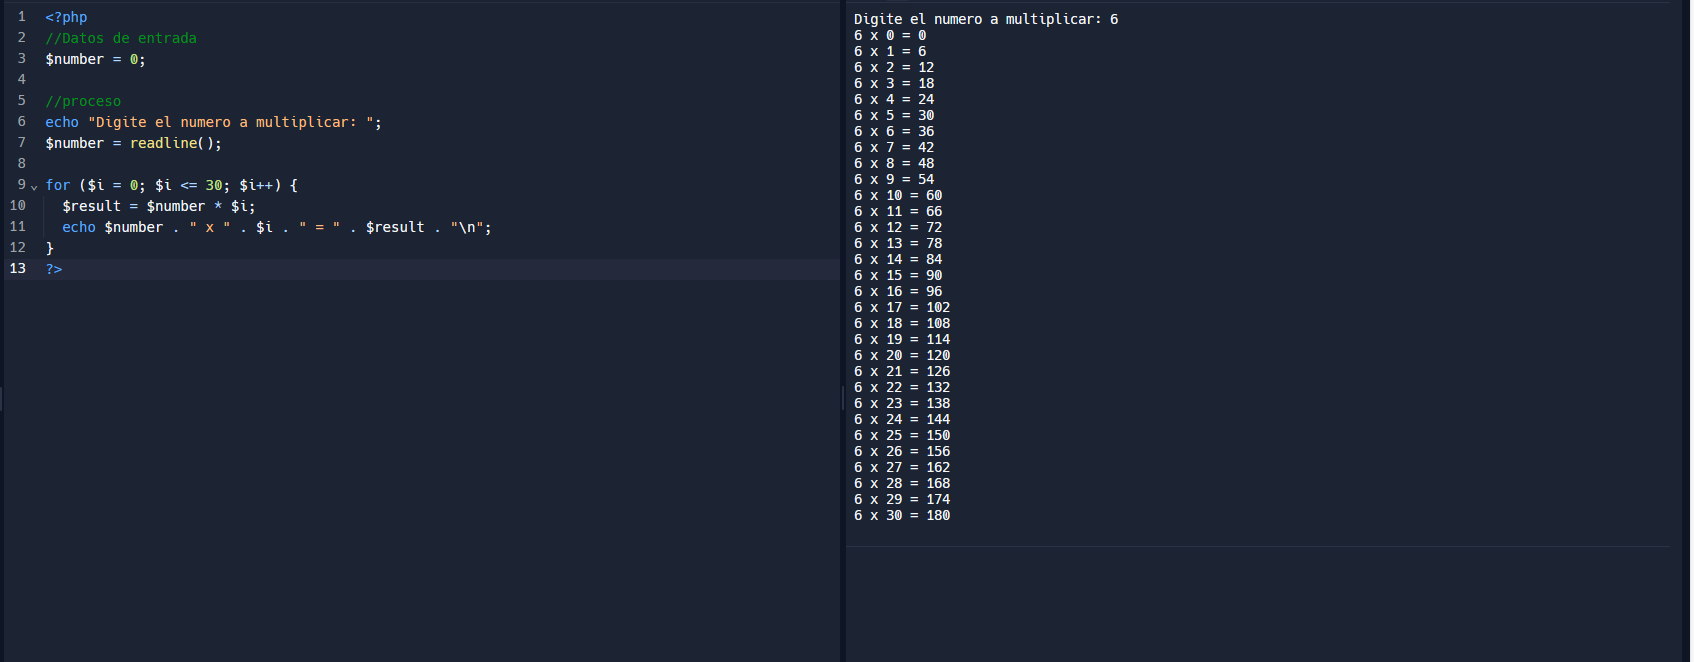 1 <?php
2 //Datos de entrada
3 $number = 0;
4
5 //proceso
6 echo "Digite el numero a multiplicar: ";
7 $number = readline();
8
9 for ($i = 0; $i <= 30; $i++) {
10   $result = $number * $i;
11   echo $number . " x " . $i . " = " . $result . "\n";
12 }
13 ?>
Digite el numero a multiplicar: 6
6 x 0 = 0
6 x 1 = 6
6 x 2 = 12
6 x 3 = 18
6 x 4 = 24
6 x 5 = 30
6 x 6 = 36
6 x 7 = 42
6 x 8 = 48
6 x 9 = 54
6 x 10 = 60
6 x 11 = 66
6 x 12 = 72
6 x 13 = 78
6 x 14 = 84
6 x 15 = 90
6 x 16 = 96
6 x 17 = 102
6 x 18 = 108
6 x 19 = 114
6 x 20 = 120
6 x 21 = 126
6 x 22 = 132
6 x 23 = 138
6 x 24 = 144
6 x 25 = 150
6 x 26 = 156
6 x 27 = 162
6 x 28 = 168
6 x 29 = 174
6 x 30 = 180